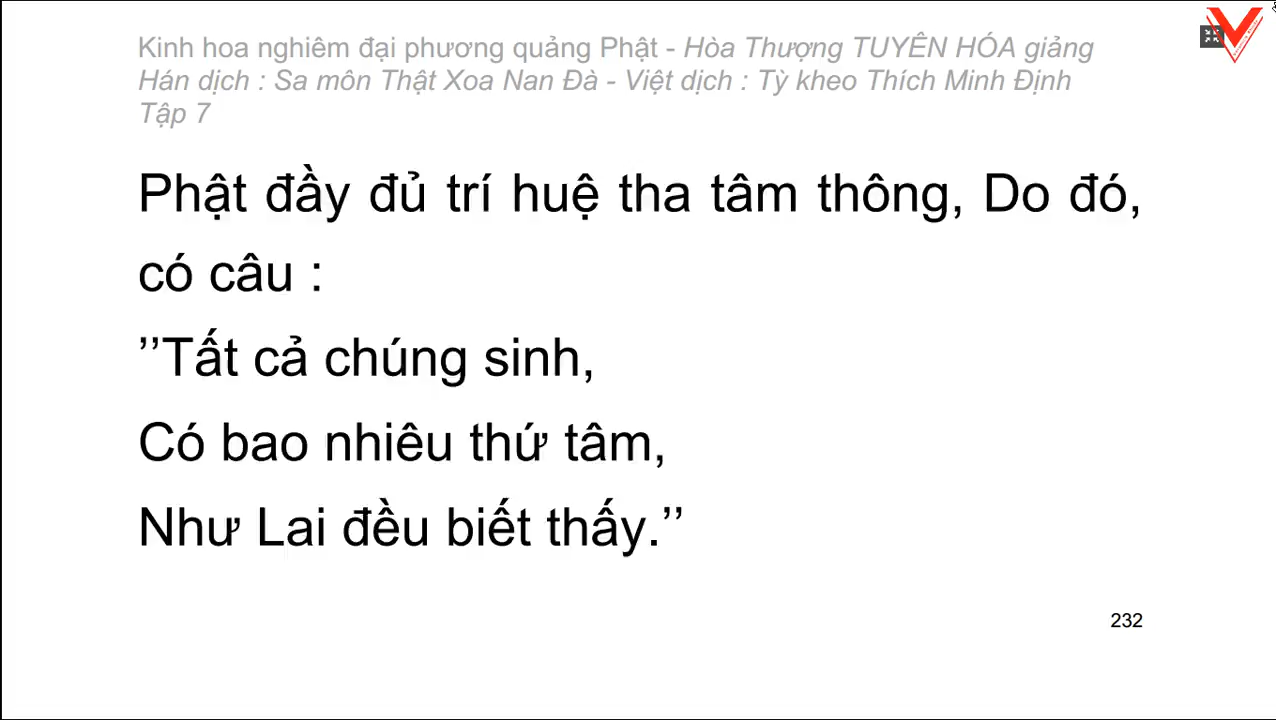 Kinh hoa nghiêm đại phương quảng Phật - Hòa Thượng TUYÊN HÓA giảng
Hán dịch : Sa môn Thật Xoa Nan Đà - Việt dịch : Tỳ kheo Thích Minh Định
Tập 7
Phật đầy đủ trí huệ tha tâm thông, Do đó,
có câu :
’’Tất cả chúng sinh,
Có bao nhiêu thứ tâm,
Như Lai đều biết thấy.’’
232